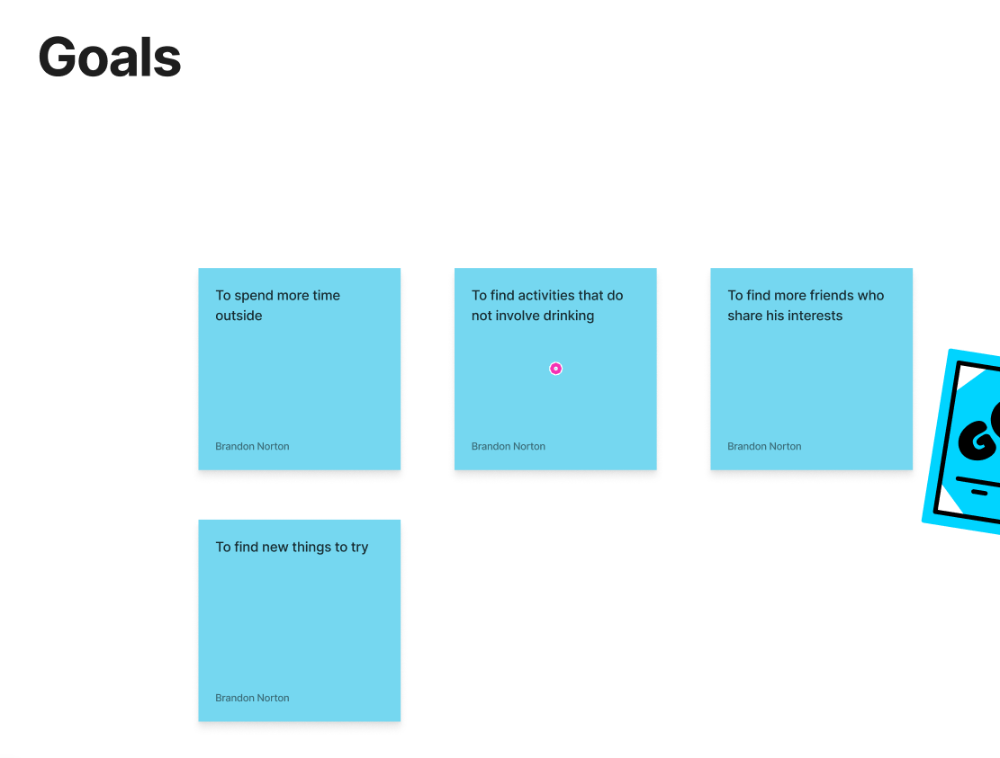 Goals
To spend more time
outside
Brandon Norton
To find activities that do
not involve drinking
Brandon Norton
To find more friends who
share his interests
Brandon Norton
To find new things to try
Brandon Norton